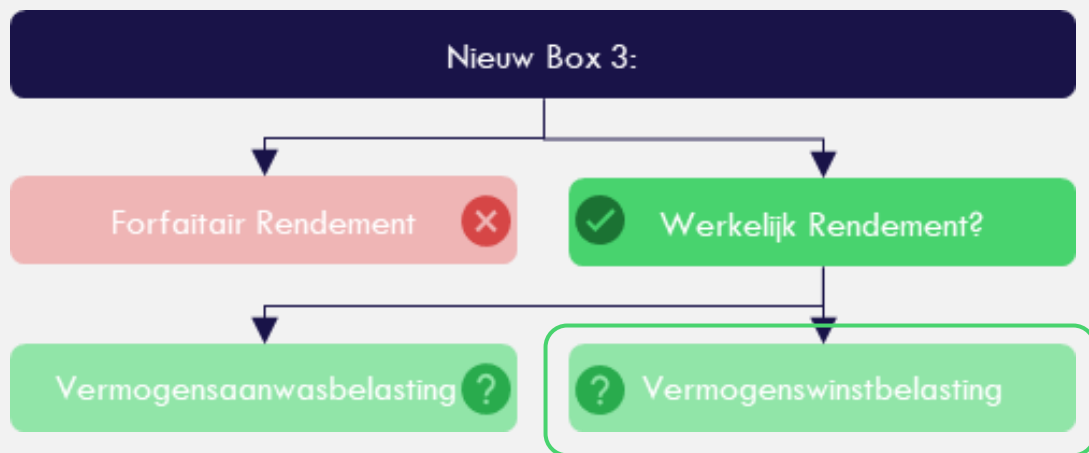 Nieuw Box 3:
Forfaitair Rendement
Werkelijk Rendement?
Vermogensaanwasbelasting ?
? Vermogenswinstbelasting